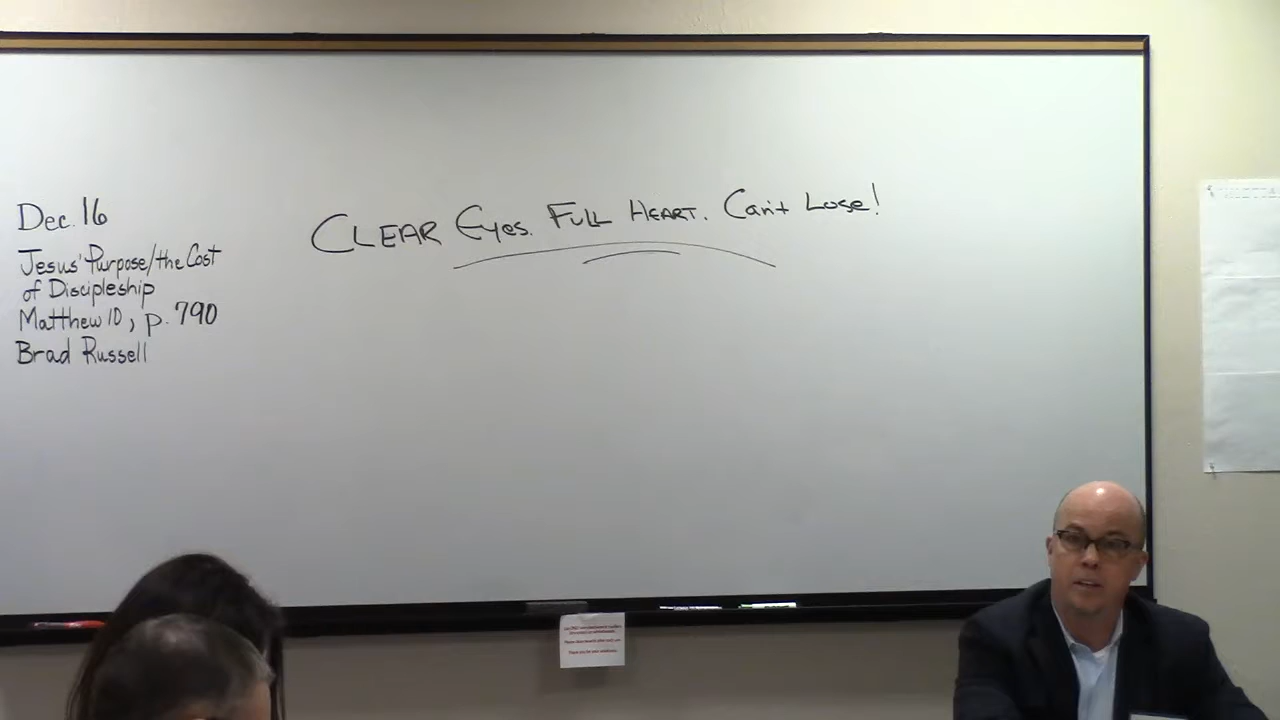 Dec. 16
Jesus' Purpose/the Cost
of Discipleship
Matthew 10, p. 790
Brad Russell
CLEAR Eyes. Full Heart. Can't Lose!